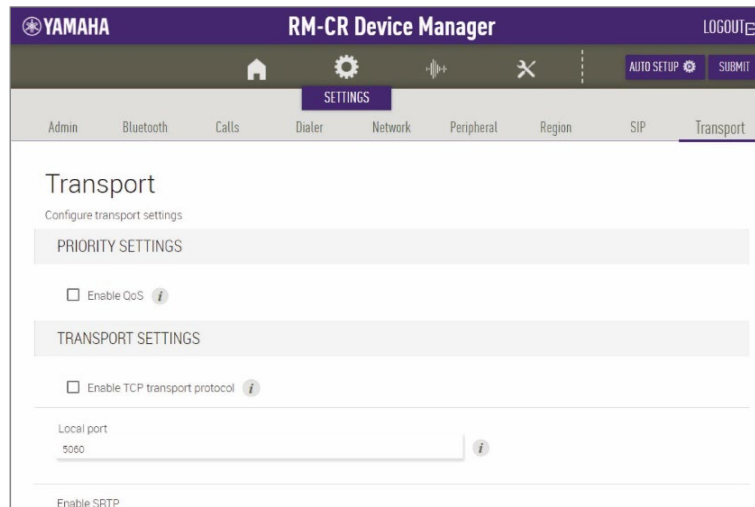 YAMAHA RM-CR Device Manager LOGOUT
AUTO SETUP SUBMIT
SETTINGS
Admin Bluetooth Calls Dialer Network Peripheral Region SIP Transport
Transport
Configure transport settings
PRIORITY SETTINGS
Enable QoS i
TRANSPORT SETTINGS
Enable TCP transport protocol i
Local port
5060 i
Enable SRTP